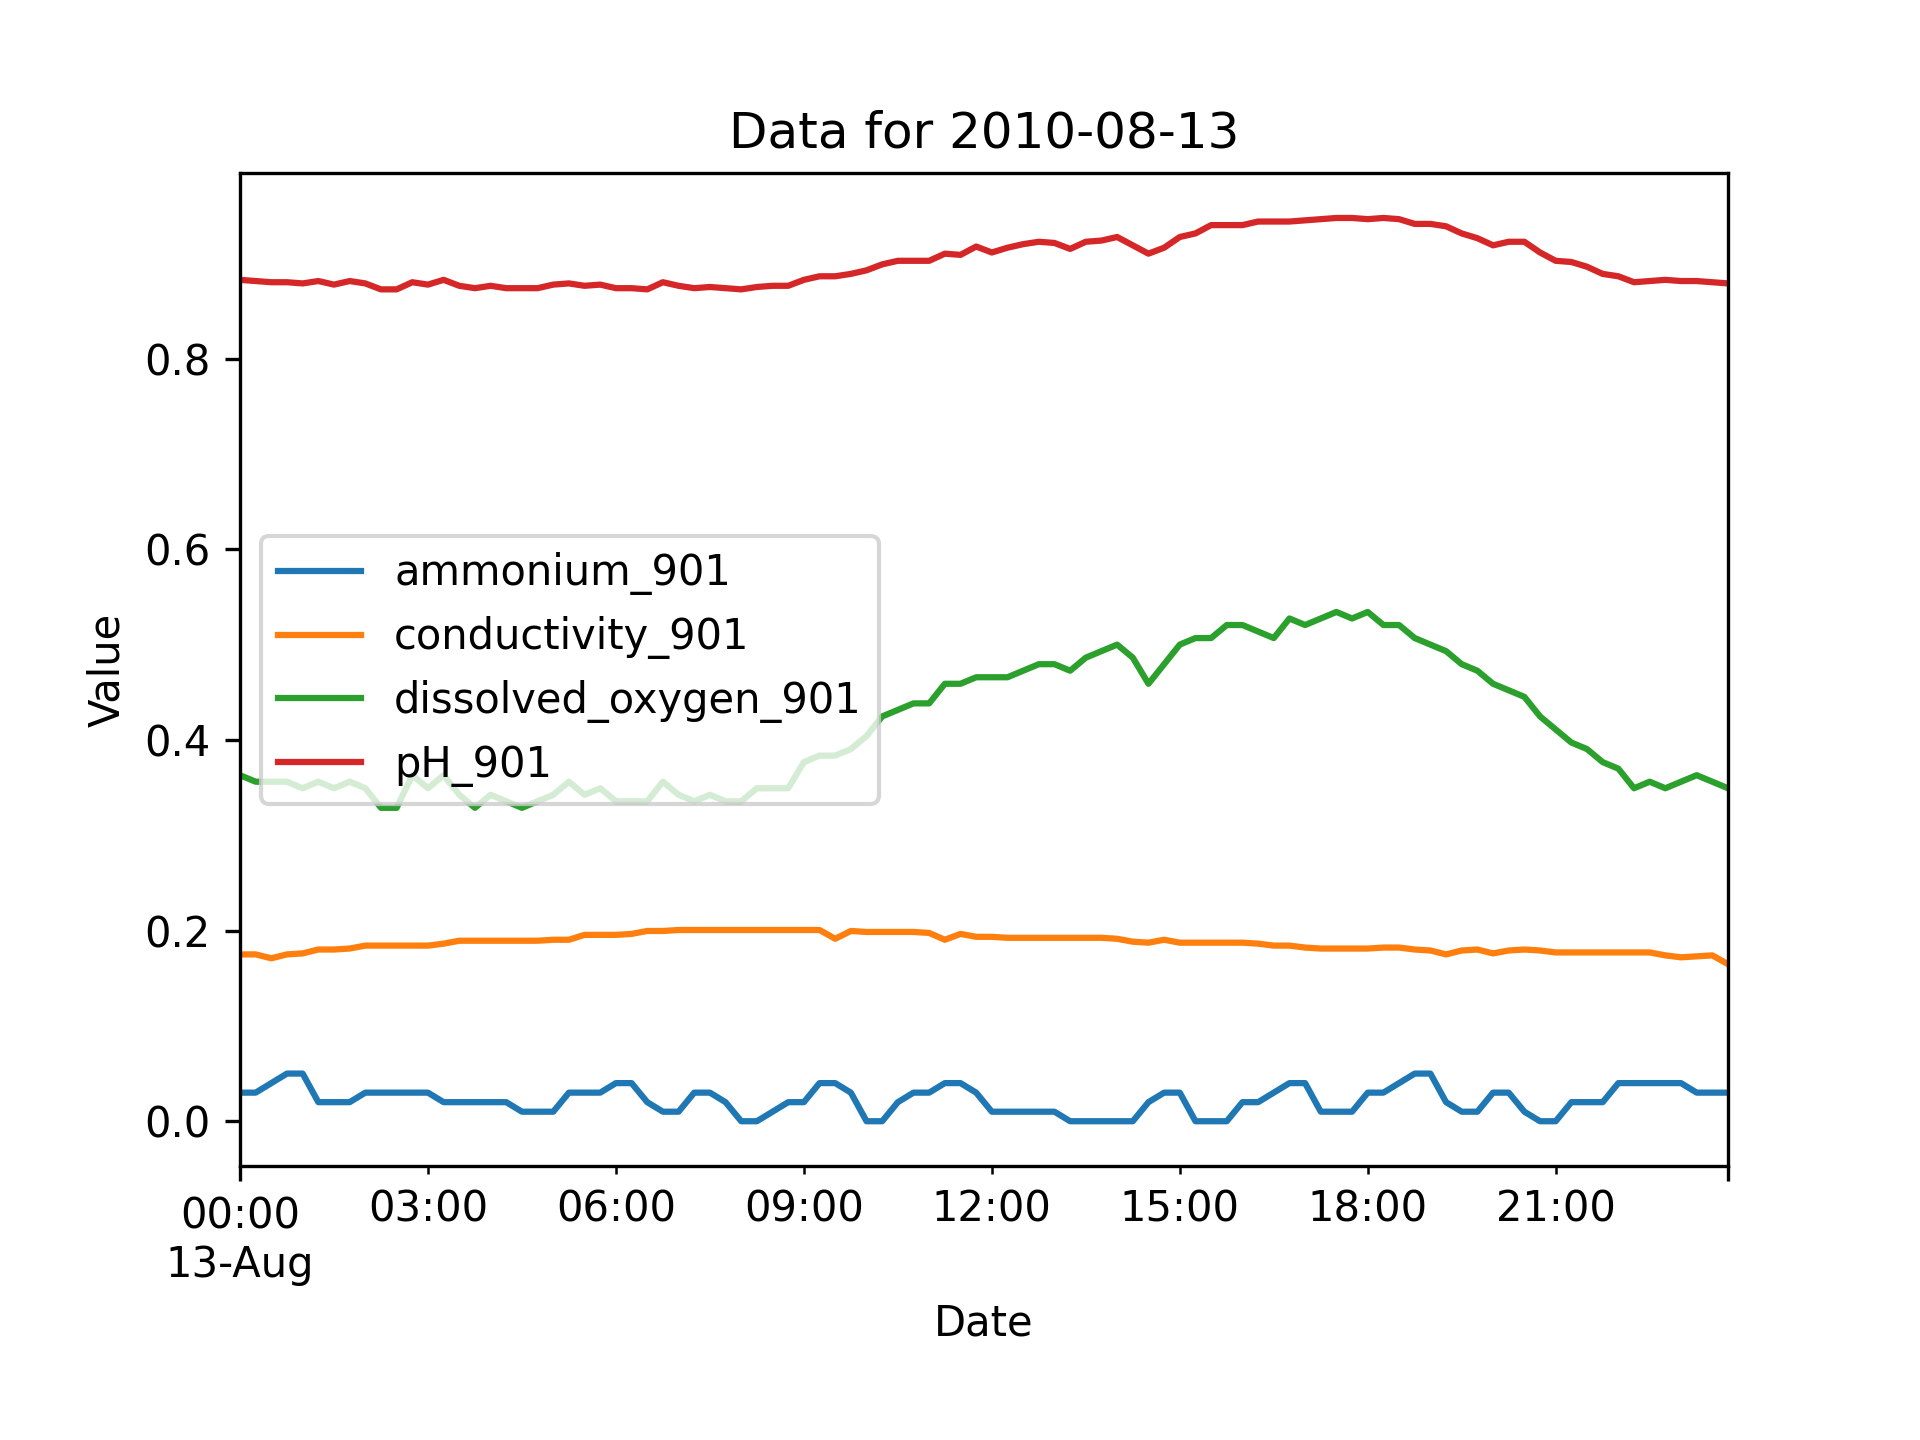 Data for 2010-08-13
Value
0.8
0.6
0.4
0.2
0.0
ammonium_901
conductivity_901
dissolved_oxygen_901
pH_901
00:00 03:00 06:00 09:00 12:00 15:00 18:00 21:00
13-Aug
Date